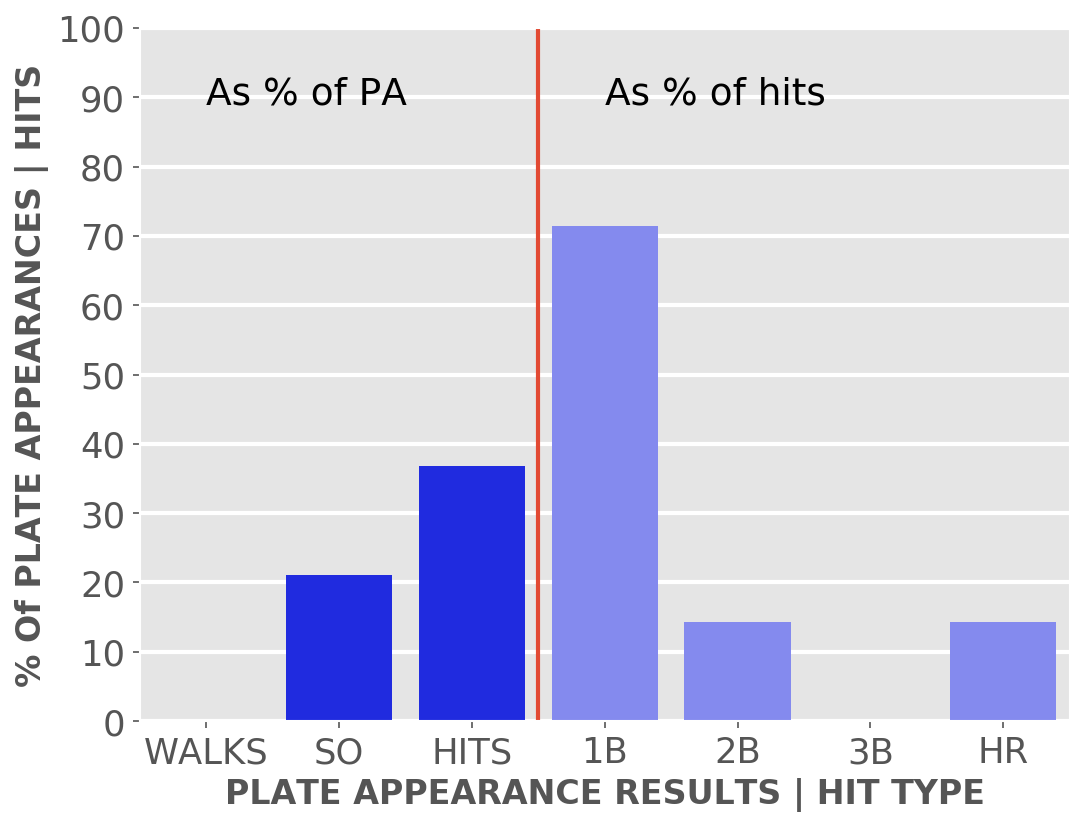 100
90
80
70
60
50
40
30
20
10
0
% Of PLATE APPEARANCES | HITS
As % of PA
As % of hits
WALKS SO HITS 1B 2B 3B HR
PLATE APPEARANCE RESULTS | HIT TYPE